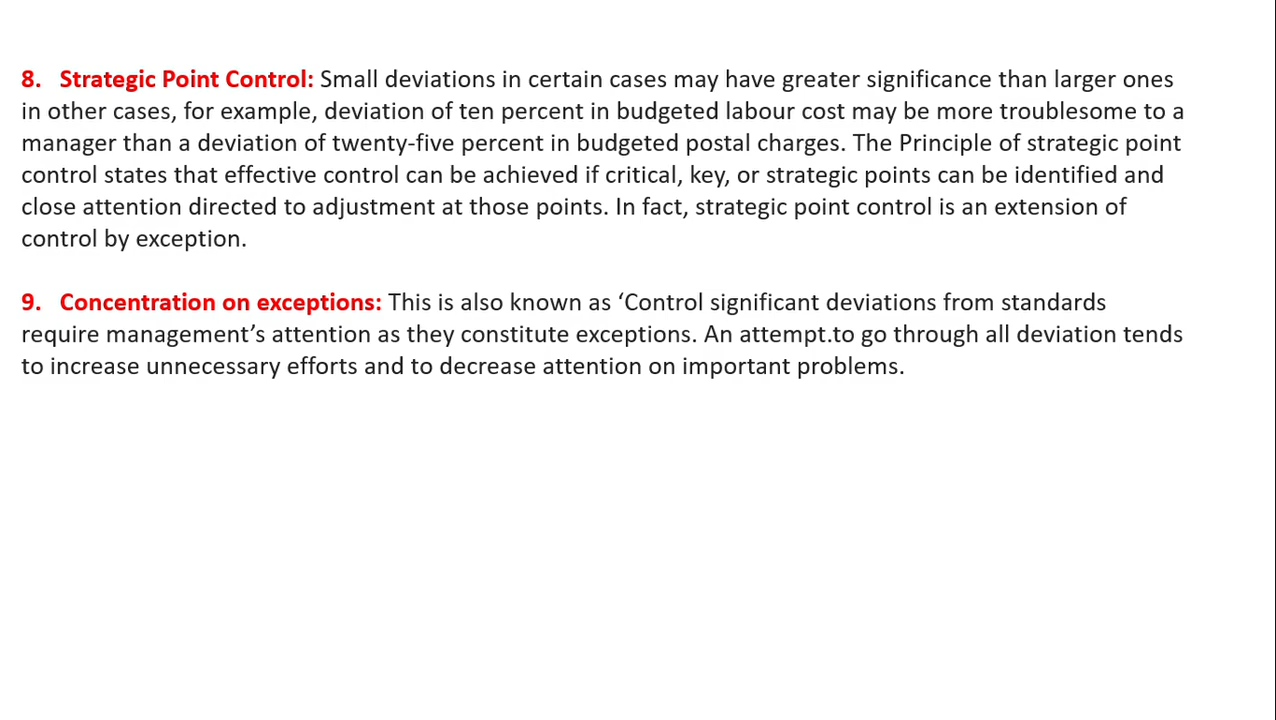 8. Strategic Point Control: Small deviations in certain cases may have greater significance than larger ones
in other cases, for example, deviation of ten percent in budgeted labour cost may be more troublesome to a
manager than a deviation of twenty-five percent in budgeted postal charges. The Principle of strategic point
control states that effective control can be achieved if critical, key, or strategic points can be identified and
close attention directed to adjustment at those points. In fact, strategic point control is an extension of
control by exception.
9. Concentration on exceptions: This is also known as ‘Control significant deviations from standards
require management’s attention as they constitute exceptions. An attempt.to go through all deviation tends
to increase unnecessary efforts and to decrease attention on important problems.